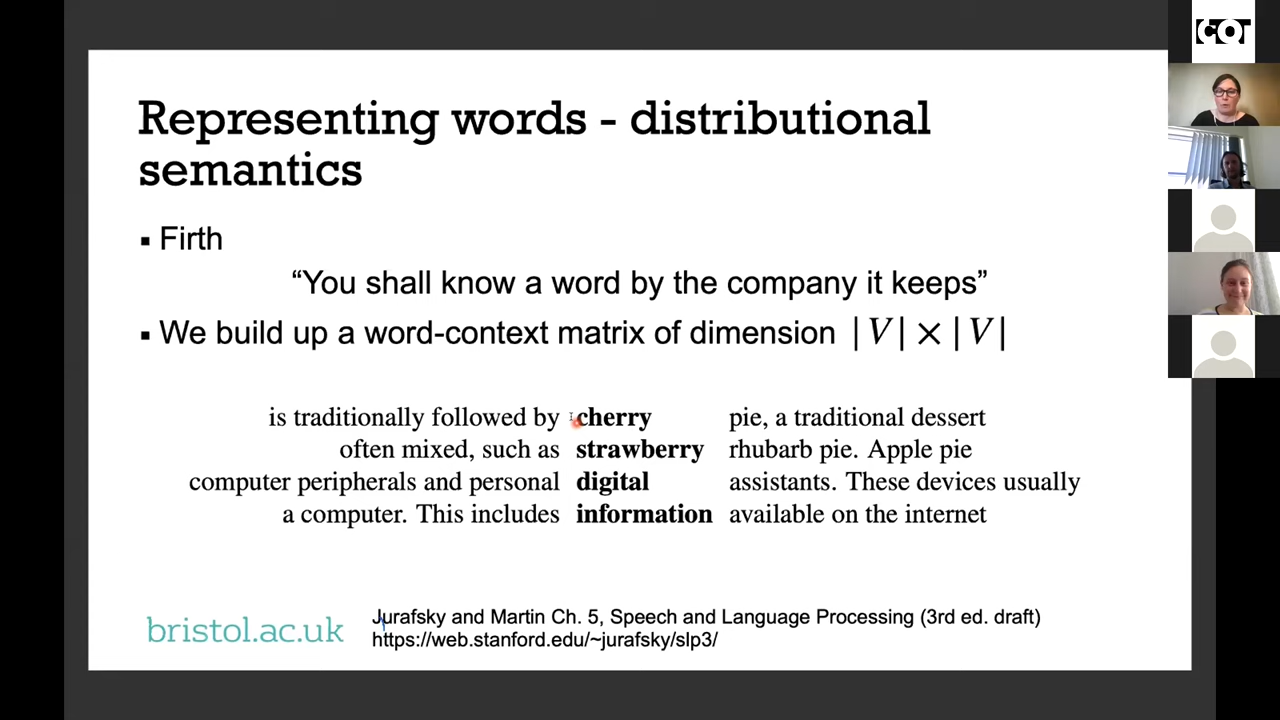 Representing words - distributional
semantics
▪ Firth
“You shall know a word by the company it keeps”
▪ We build up a word-context matrix of dimension |V| × |V|
is traditionally followed by cherry pie, a traditional dessert
often mixed, such as strawberry rhubarb pie. Apple pie
computer peripherals and personal digital assistants. These devices usually
a computer. This includes information available on the internet
bristol.ac.uk
Jurafsky and Martin Ch. 5, Speech and Language Processing (3rd ed. draft)
https://web.stanford.edu/~jurafsky/slp3/